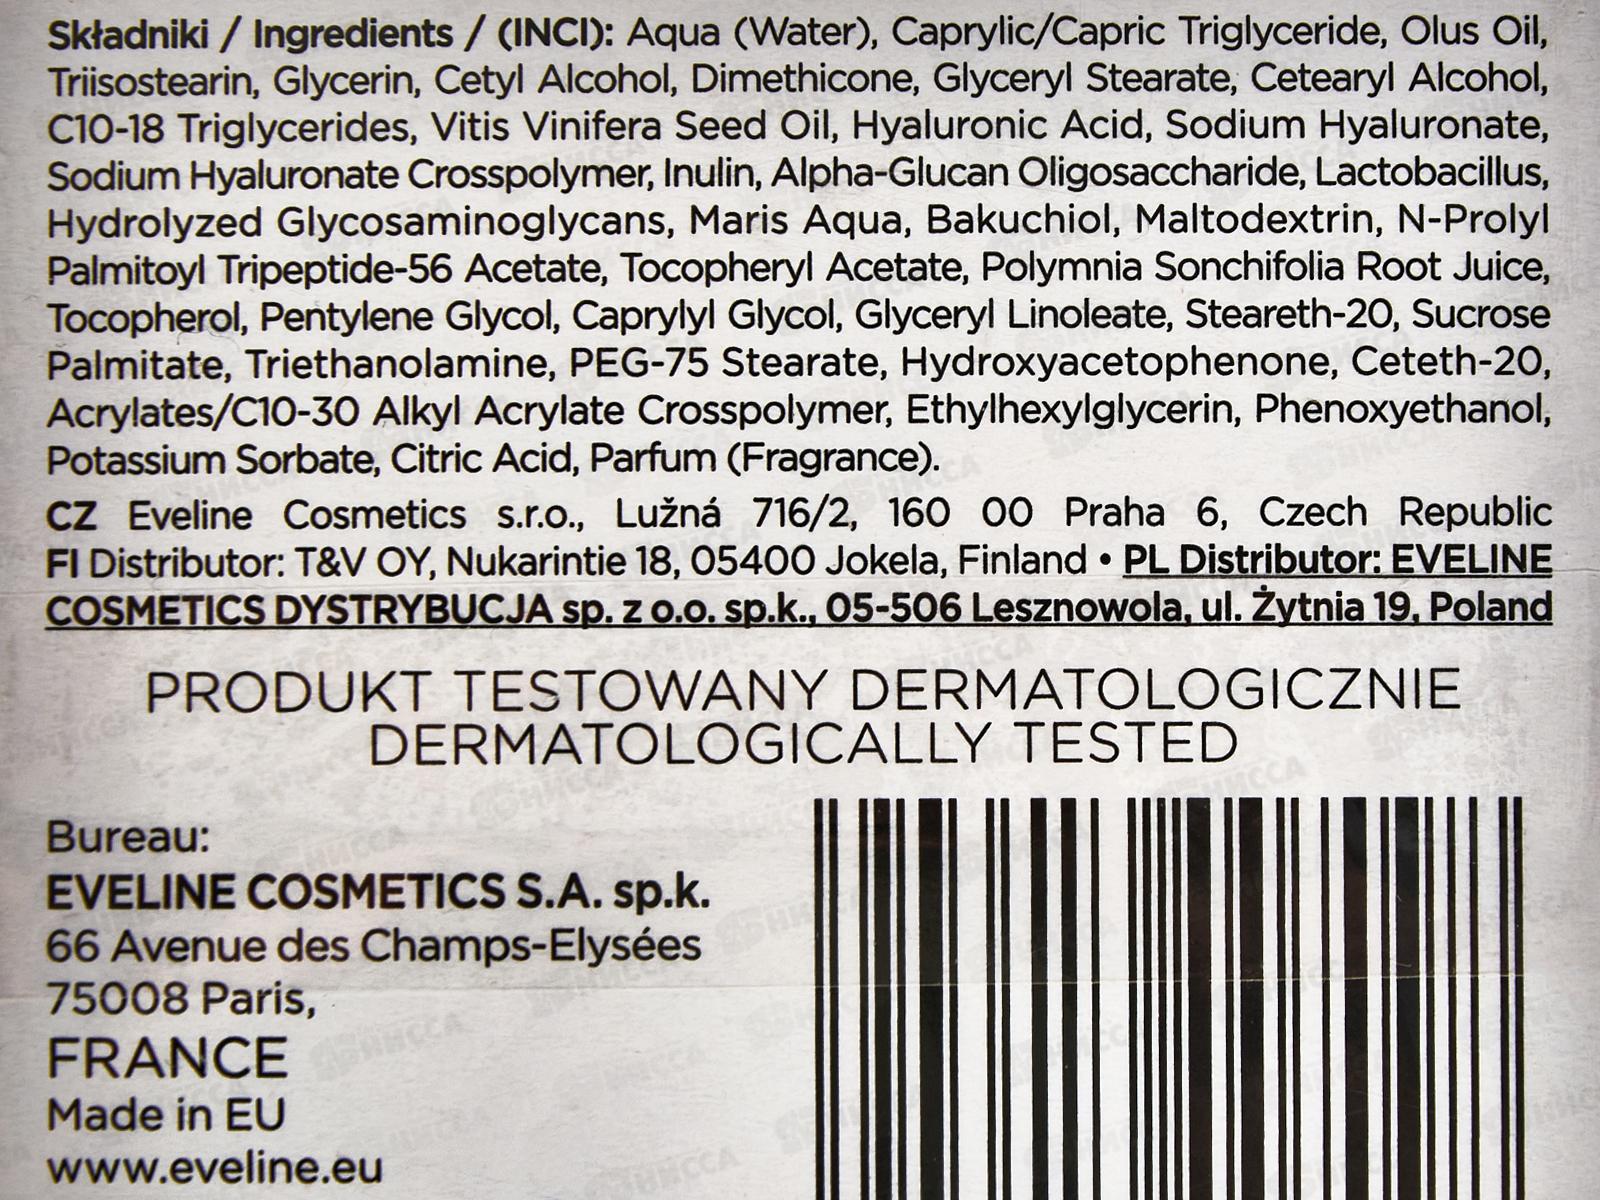 Składniki / Ingredients / (INCI): Aqua (Water), Caprylic/Capric Triglyceride, Olus Oil,
Triisostearin, Glycerin, Cetyl Alcohol, Dimethicone, Glyceryl Stearate, Cetearyl Alcohol,
C10-18 Triglycerides, Vitis Vinifera Seed Oil, Hyaluronic Acid, Sodium Hyaluronate,
Sodium Hyaluronate Crosspolymer, Inulin, Alpha-Glucan Oligosaccharide, Lactobacillus,
Hydrolyzed Glycosaminoglycans, Maris Aqua, Bakuchiol, Maltodextrin, N-Prolyl
Palmitoyl Tripeptide-56 Acetate, Tocopheryl Acetate, Polymnia Sonchifolia Root Juice,
Tocopherol, Pentylene Glycol, Caprylyl Glycol, Glyceryl Linoleate, Steareth-20, Sucrose
Palmitate, Triethanolamine, PEG-75 Stearate, Hydroxyacetophenone, Ceteth-20,
Acrylates/C10-30 Alkyl Acrylate Crosspolymer, Ethylhexylglycerin, Phenoxyethanol,
Potassium Sorbate, Citric Acid, Parfum (Fragrance).
CZ Eveline Cosmetics s.r.o., Lužná 716/2, 160 00 Praha 6, Czech Republic
FI Distributor: T&V OY, Nukarintie 18, 05400 Jokela, Finland • PL Distributor: EVELINE
COSMETICS DYSTRYBUCJA sp. z o.o. sp.k., 05-506 Lesznowola, ul. Żytnia 19, Poland
PRODUKT TESTOWANY DERMATOLOGICZNIE
DERMATOLOGICALLY TESTED
Bureau:
EVELINE COSMETICS S.A. sp.k.
66 Avenue des Champs-Elysées
75008 Paris,
FRANCE
Made in EU
www.eveline.eu